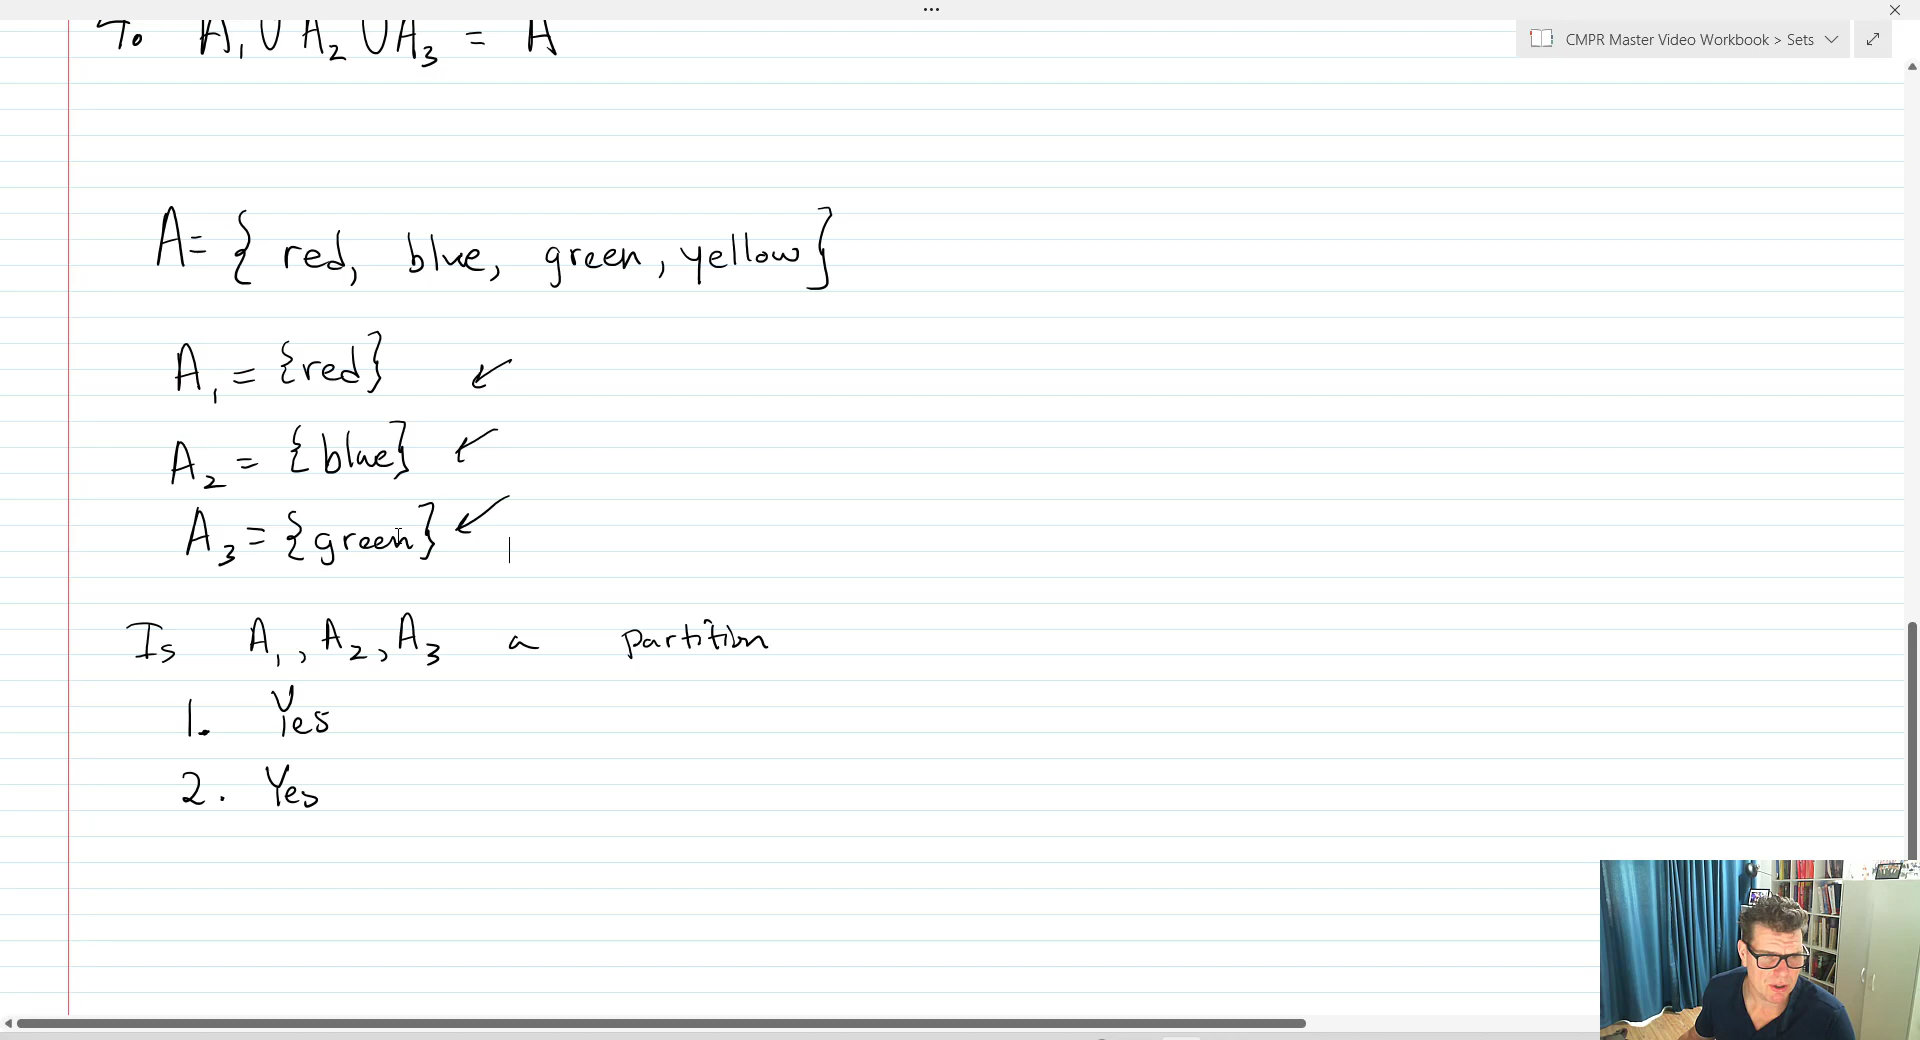 CMPR Master Video Workbook > Sets
To A₁ ∪ A₂ ∪ A₃ = A
A = { red, blue, green, yellow }
A₁ = {red}
A₂ = {blue}
A₃ = {green}
Is A₁, A₂, A₃ a partition
1. Yes
2. Yes